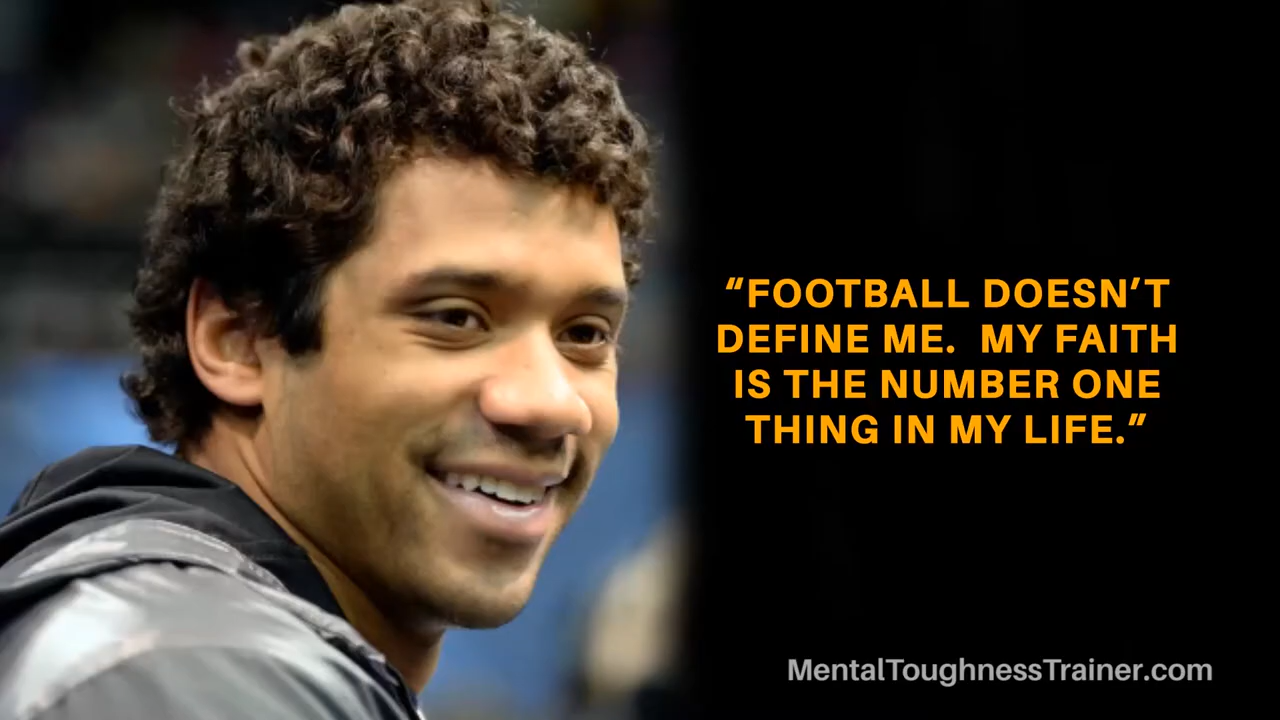 “FOOTBALL DOESN’T
DEFINE ME.  MY FAITH
IS THE NUMBER ONE
THING IN MY LIFE.”
MentalToughnessTrainer.com